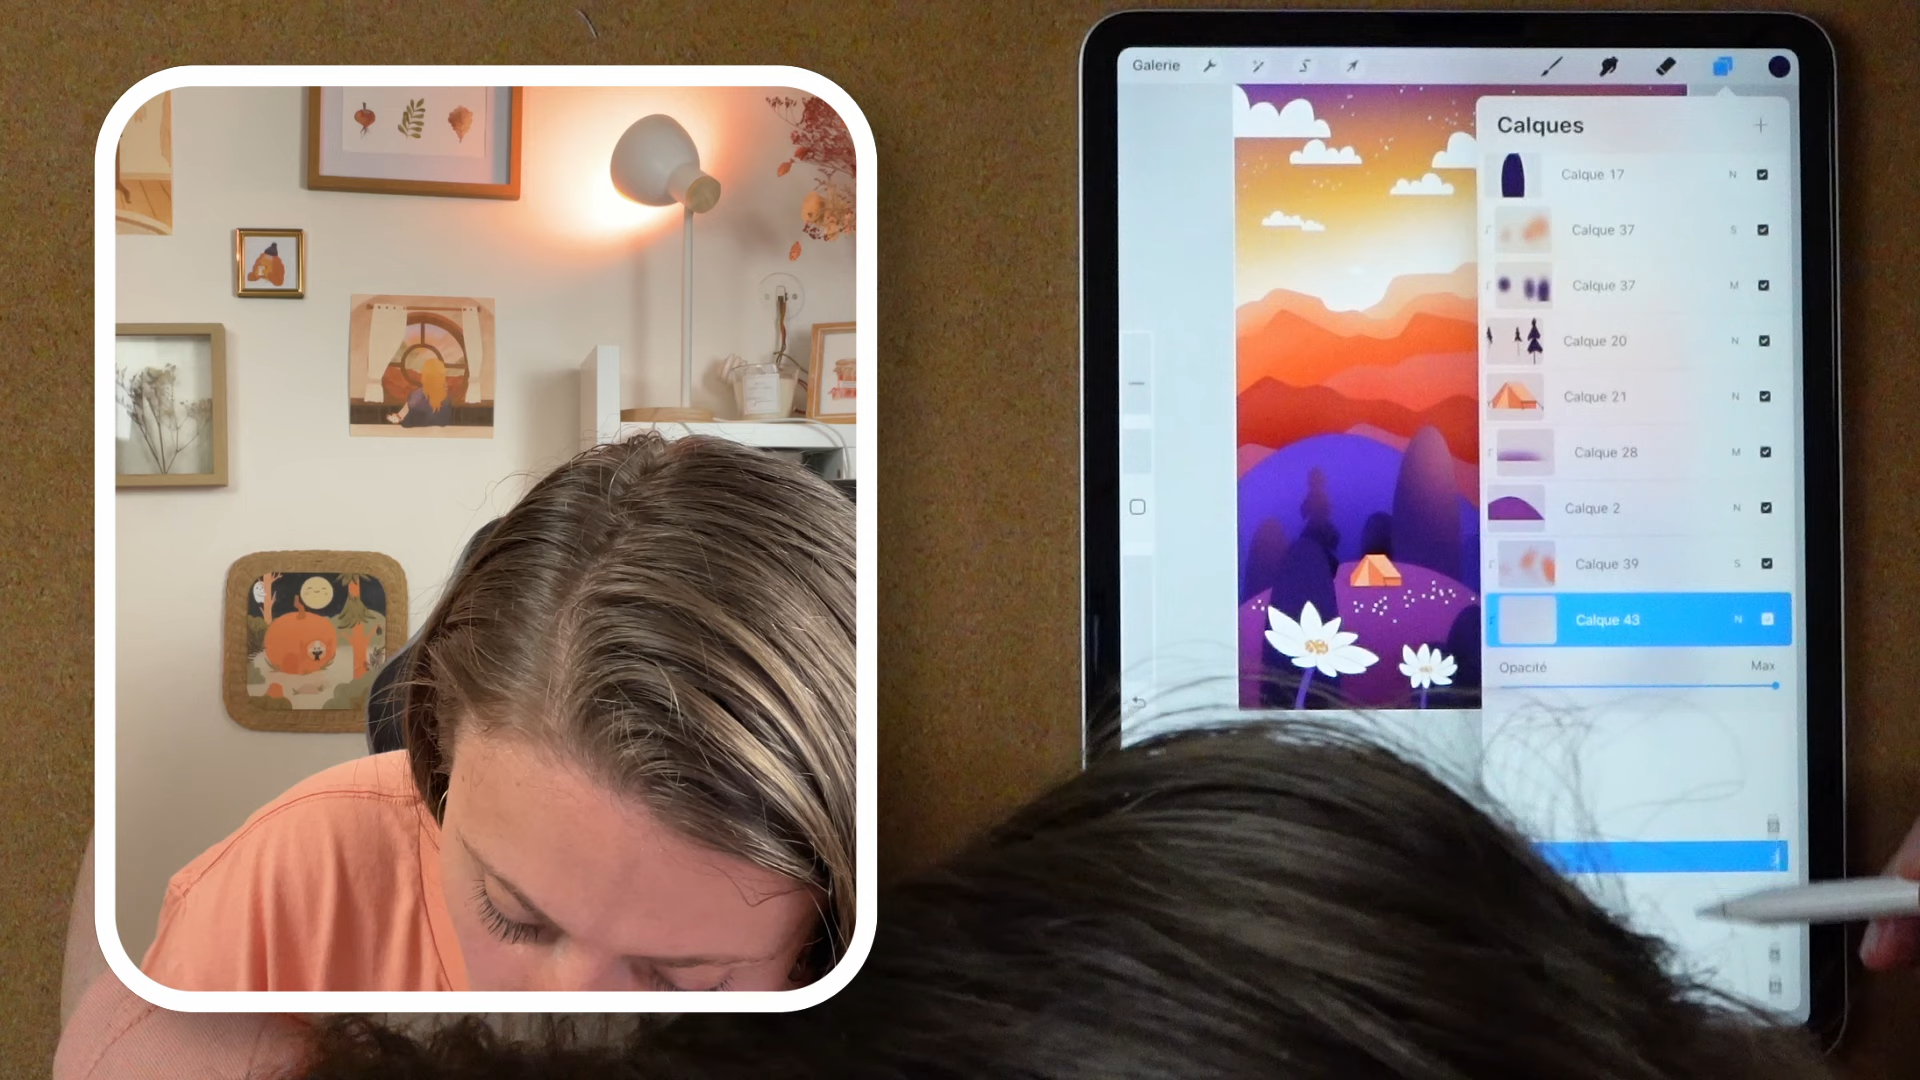 Galerie
Calques
Calque 17 N
Calque 37 S
Calque 37 M
Calque 20 N
Calque 21 N
Calque 28 M
Calque 2 N
Calque 39 S
Calque 43 N
Opacité Max